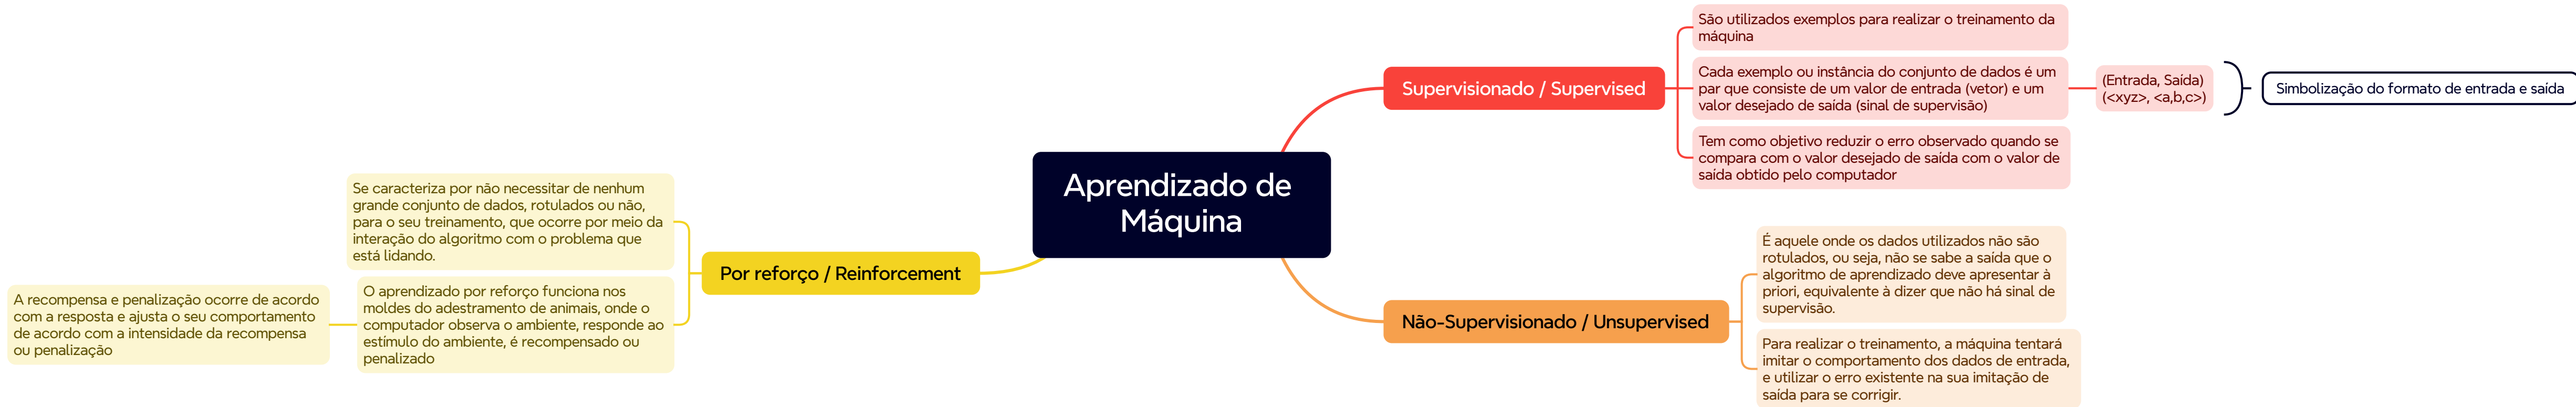 Aprendizado de
Máquina
Supervisionado / Supervised
São utilizados exemplos para realizar o treinamento da
máquina
Cada exemplo ou instância do conjunto de dados é um
par que consiste de um valor de entrada (vetor) e um
valor desejado de saída (sinal de supervisão)
(Entrada, Saída)
(<xyz>, <a,b,c>)
Simbolização do formato de entrada e saída
Tem como objetivo reduzir o erro observado quando se
compara com o valor desejado de saída com o valor de
saída obtido pelo computador
Não-Supervisionado / Unsupervised
É aquele onde os dados utilizados não são
rotulados, ou seja, não se sabe a saída que o
algoritmo de aprendizado deve apresentar à
priori, equivalente à dizer que não há sinal de
supervisão.
Para realizar o treinamento, a máquina tentará
imitar o comportamento dos dados de entrada,
e utilizar o erro existente na sua imitação de
saída para se corrigir.
Por reforço / Reinforcement
Se caracteriza por não necessitar de nenhum
grande conjunto de dados, rotulados ou não,
para o seu treinamento, que ocorre por meio da
interação do algoritmo com o problema que
está lidando.
O aprendizado por reforço funciona nos
moldes do adestramento de animais, onde o
computador observa o ambiente, responde ao
estímulo do ambiente, é recompensado ou
penalizado
A recompensa e penalização ocorre de acordo
com a resposta e ajusta o seu comportamento
de acordo com a intensidade da recompensa
ou penalização